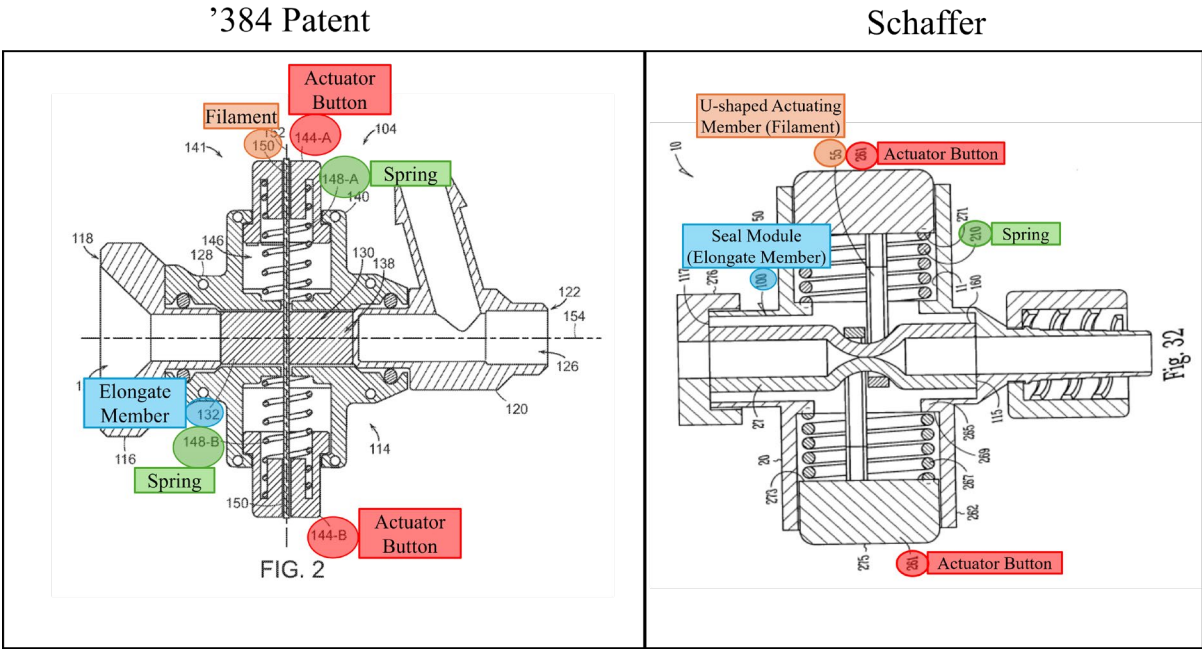 '384 Patent
Schaffer
Actuator
Button
Filament
152
150
144-A
104
141
148-A
Spring
140
146
130
138
118
128
122
154
126
120
Elongate
Member
132
148-B
Spring
114
116
150
144-B
Actuator
Button
FIG. 2
U-shaped Actuating
Member (Filament)
10
55
261
Actuator Button
50
271
210
Spring
Seal Module
(Elongate Member)
100
117
276
11
160
27
20
273
115
265
269
267
262
275
261
Actuator Button
Fig. 32